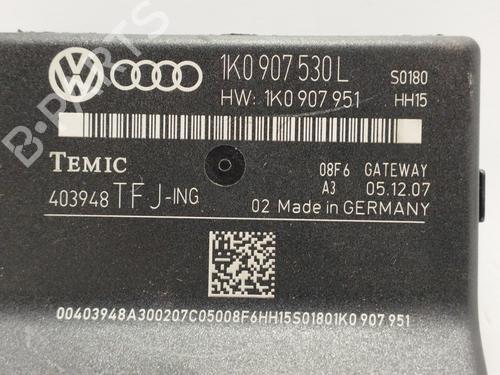 1K0 907 530 L
S0180
HW: 1K0 907 951
HH15
TEMIC
08F6 GATEWAY
403948 TFJ-ING
A3 05.12.07
02 Made in GERMANY
00403948A300207C05008F6HH15S01801K0 907 951
B-PARTS